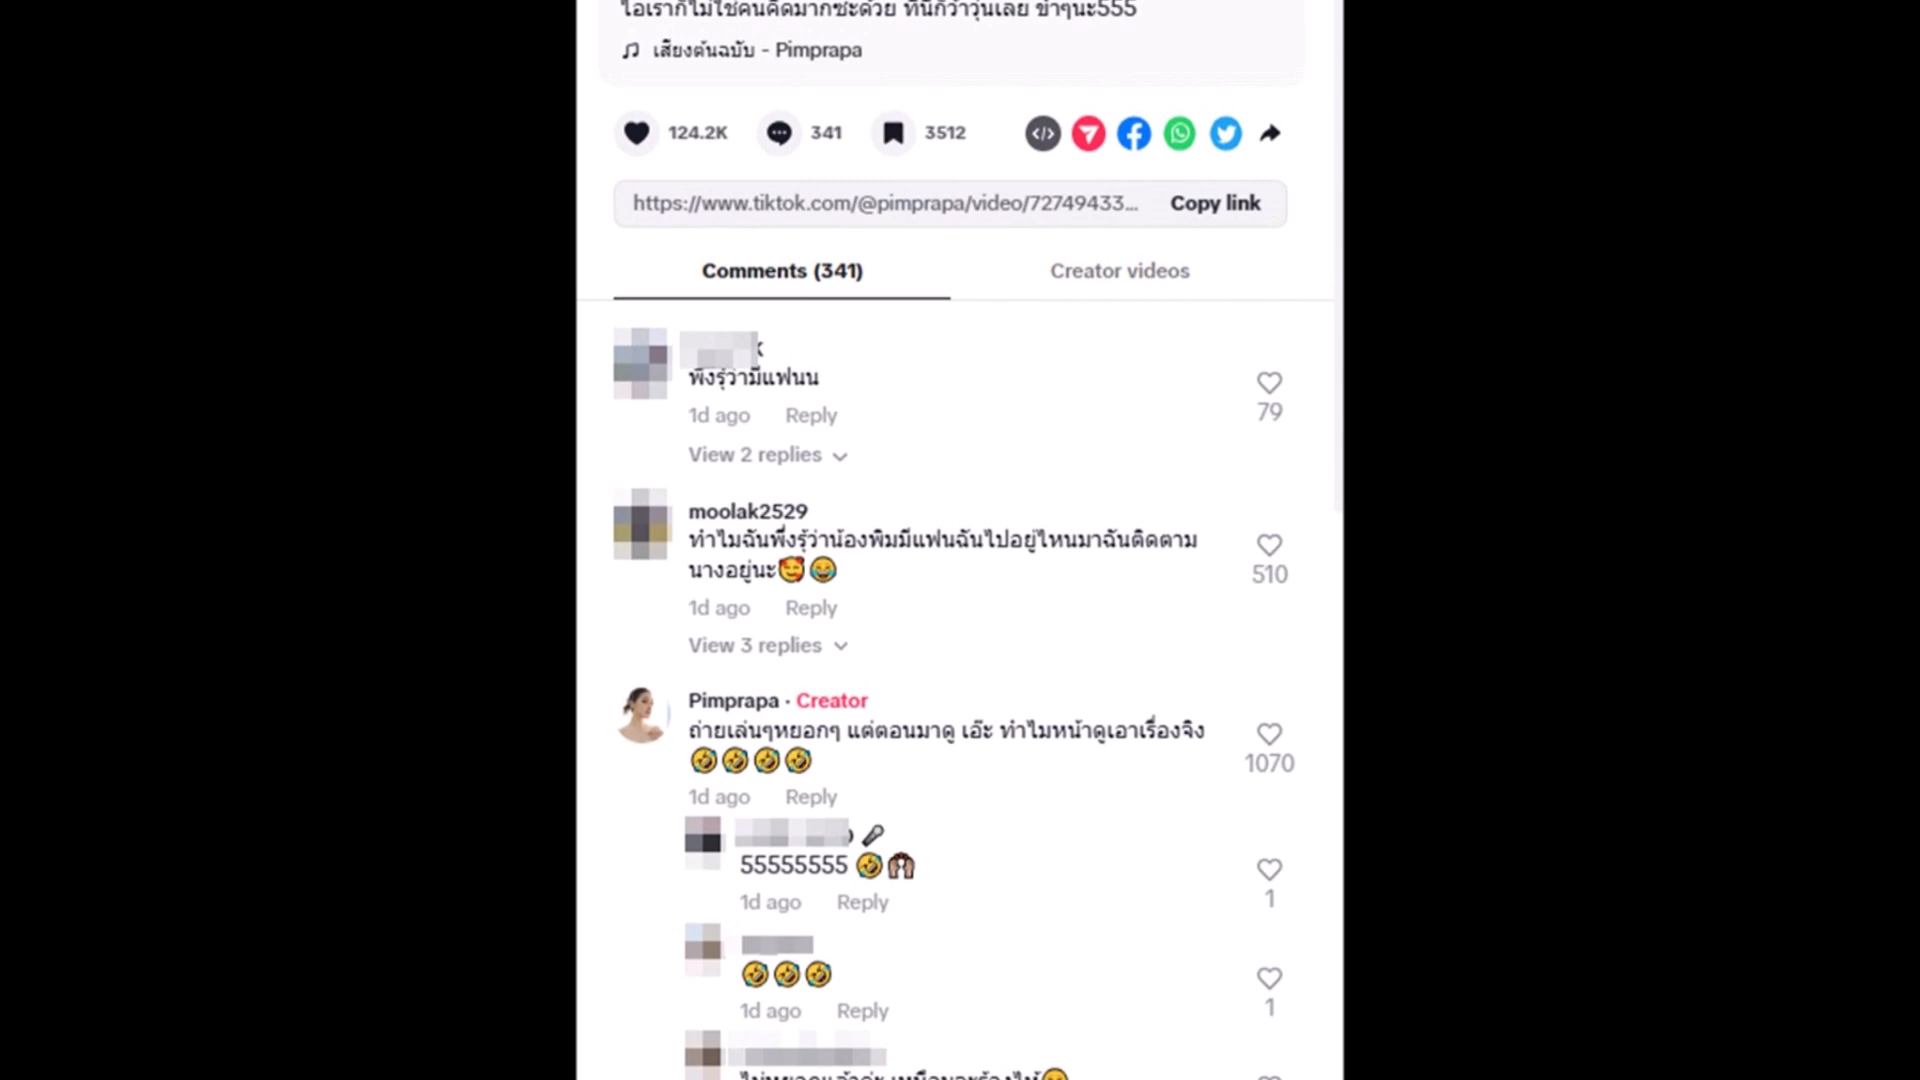 ไอเราก็ไม่ใช่คนคิดมากซะด้วย ทีนี้ก็ว้าวุ่นเลย ขำๆนะ555
เสียงต้นฉบับ - Pimprapa
124.2K 341 3512
https://www.tiktok.com/@pimprapa/video/72749433... Copy link
Comments (341) Creator videos
พึ่งรุ้ว่ามีแฟนน
79
1d ago Reply
View 2 replies
moolak2529
ทำไมฉันพึ่งรู้ว่าน้องพิมมีแฟนฉันไปอยู่ไหนมาฉันติดตาม
นางอยู่นะ🥰😂
510
1d ago Reply
View 3 replies
Pimprapa · Creator
ถ่ายเล่นๆหยอกๆ แต่ตอนมาดู เอ๊ะ ทำไมหน้าดูเอาเรื่องจิง
🤣🤣🤣🤣
1070
1d ago Reply
55555555 🤣🙌
1
1d ago Reply
🤣🤣🤣
1
1d ago Reply